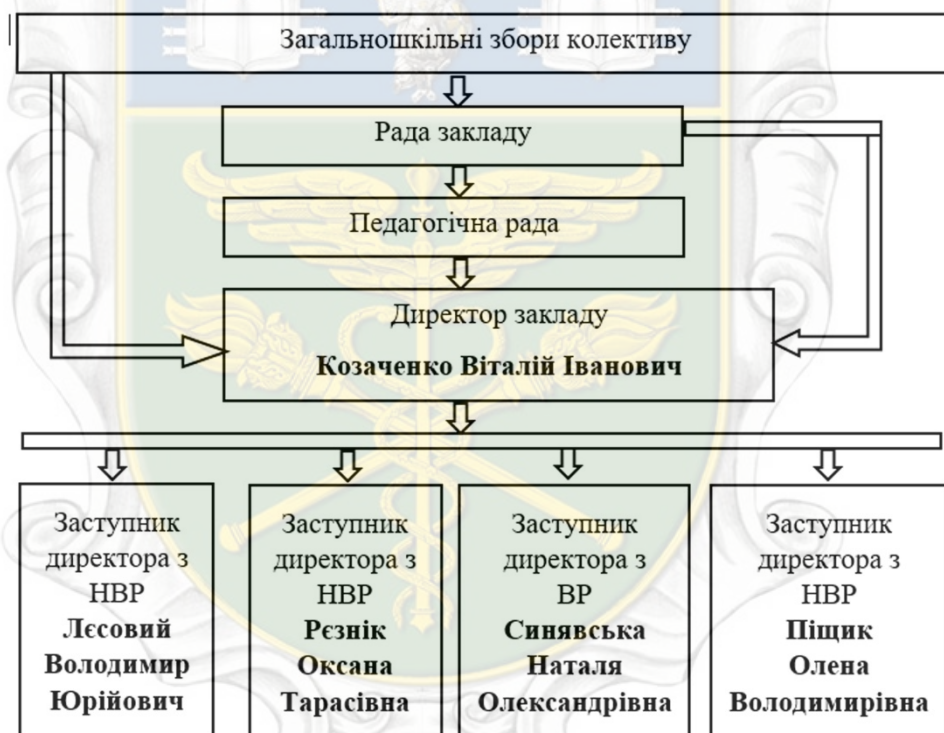 Загальношкільні збори колективу
Рада закладу
Педагогічна рада
Директор закладу
Козаченко Віталій Іванович
Заступник
директора з
НВР
Лєсовий
Володимир
Юрійович
Заступник
директора з
НВР
Рєзнік
Оксана
Тарасівна
Заступник
директора з
ВР
Синявська
Наталя
Олександрівна
Заступник
директора з
НВР
Піщик
Олена
Володимирівна